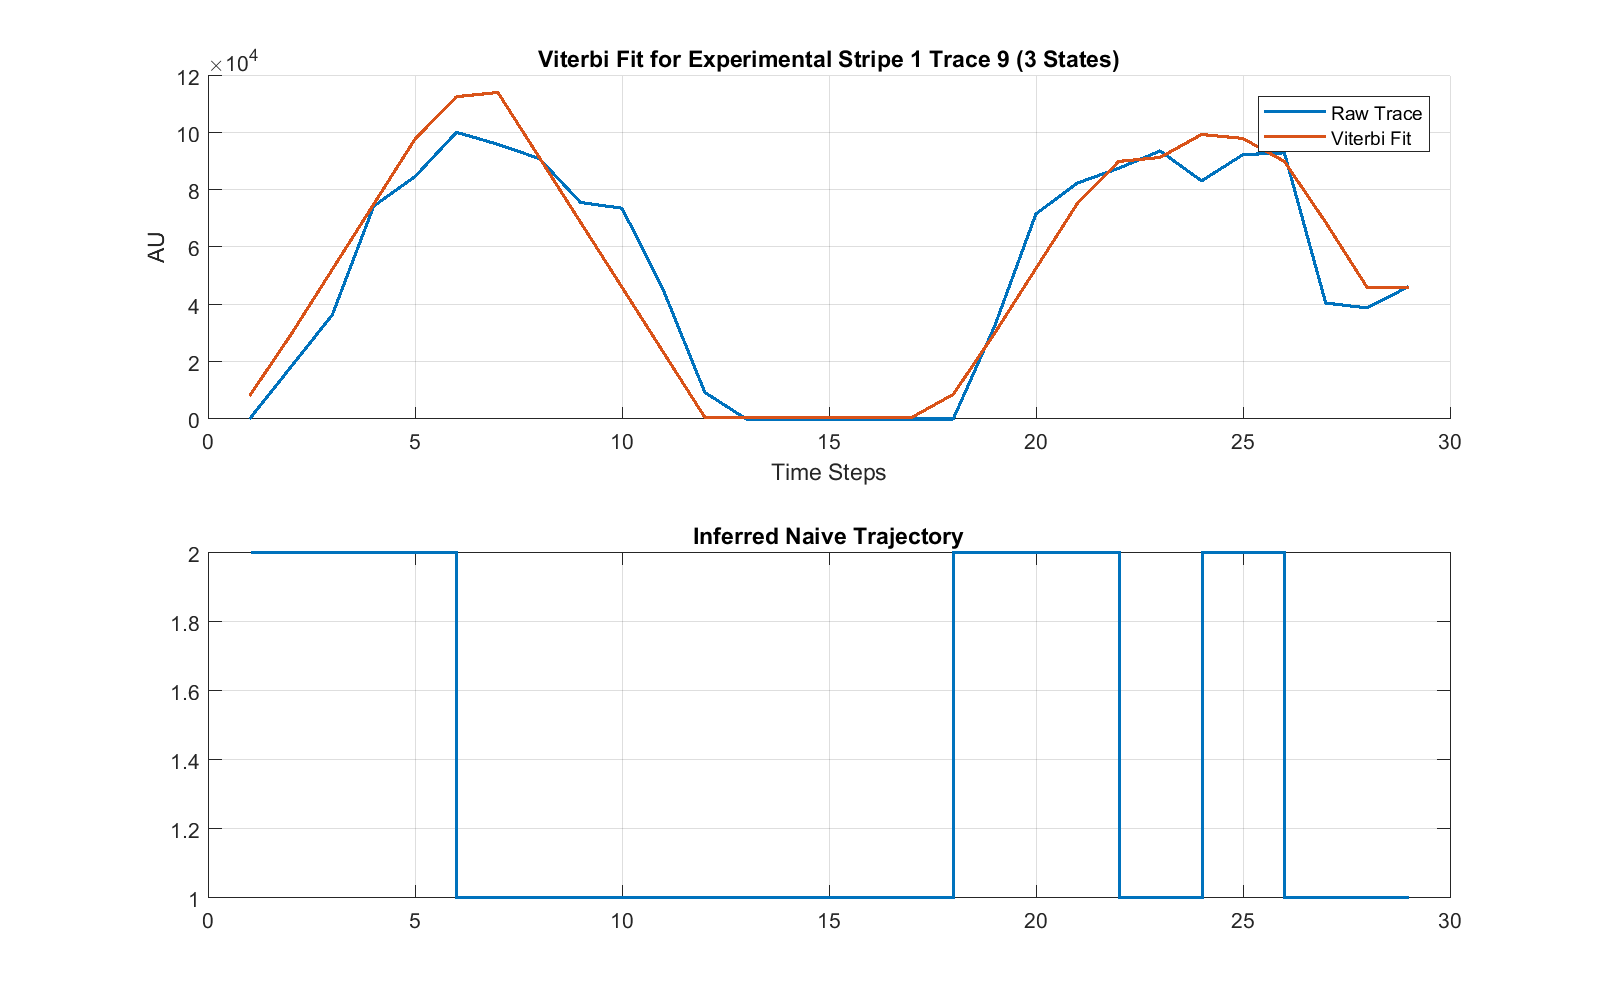 Viterbi Fit for Experimental Stripe 1 Trace 9 (3 States)
×10^4
12
10
8
6
4
2
0
AU
Raw Trace
Viterbi Fit
0 5 10 15 20 25 30
Time Steps
Inferred Naive Trajectory
2
1.8
1.6
1.4
1.2
1
0 5 10 15 20 25 30